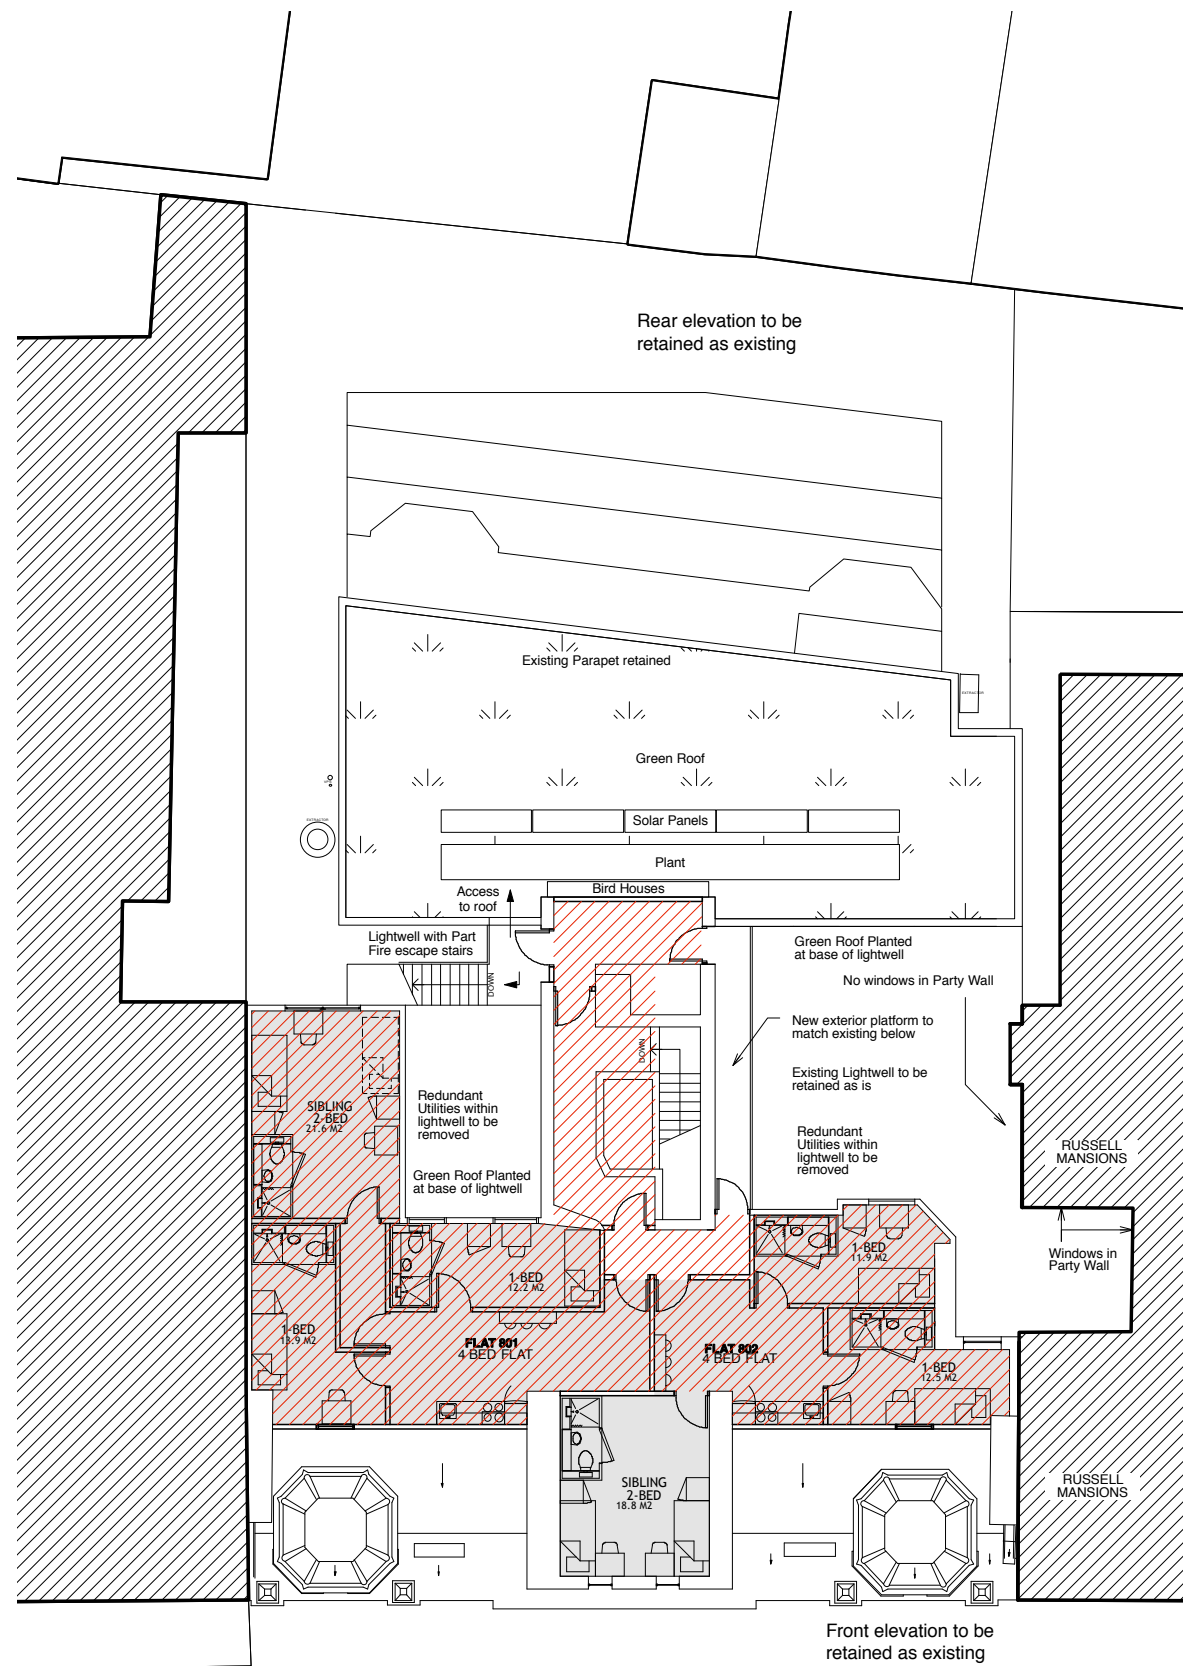 Rear elevation to be
retained as existing
Existing Parapet retained
EXTRACTOR
Green Roof
Solar Panels
EXTRACTOR
Plant
Bird Houses
Access
to roof
Lightwell with Part
Fire escape stairs
DOWN
Green Roof Planted
at base of lightwell
No windows in Party Wall
New exterior platform to
match existing below
DOWN
Existing Lightwell to be
retained as is
Redundant
Utilities within
lightwell to be
removed
SIBLING
2-BED
21.6 M2
Redundant
Utilities within
lightwell to be
removed
RUSSELL
MANSIONS
Green Roof Planted
at base of lightwell
Windows in
Party Wall
1-BED
11.9 M2
1-BED
12.2 M2
1-BED
13.9 M2
FLAT 801
4 BED FLAT
FLAT 802
4 BED FLAT
1-BED
12.5 M2
SIBLING
2-BED
18.8 M2
RUSSELL
MANSIONS
Front elevation to be
retained as existing